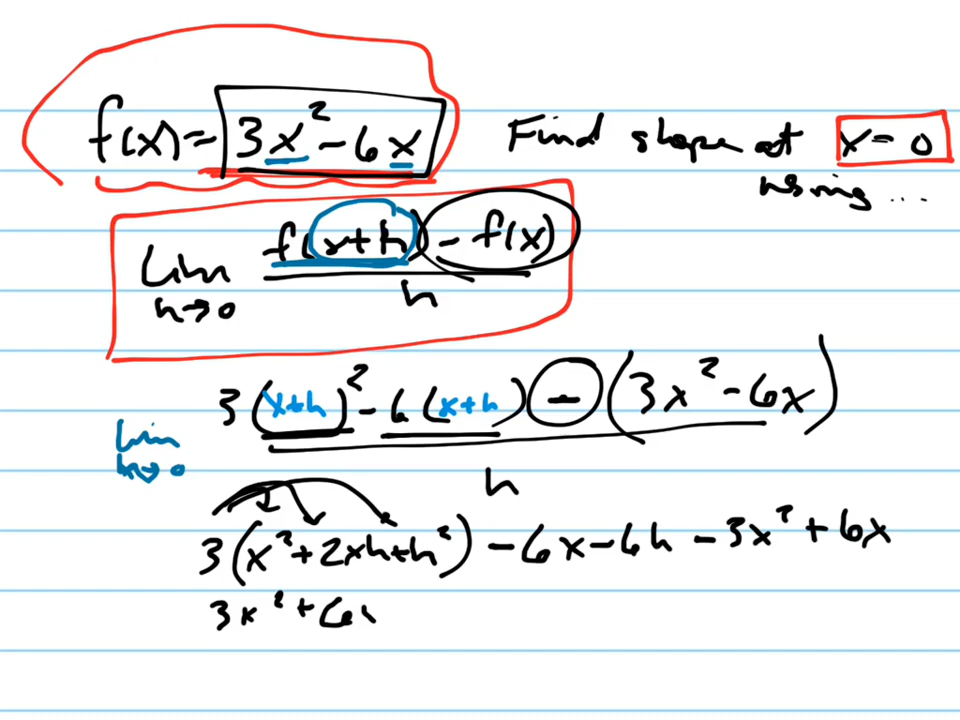 f(x) = 3x² - 6x Find slope at x = 0
using ...
lim h→0 f(x+h) - f(x) / h
lim h→0 3(x+h)² - 6(x+h) - (3x² - 6x) / h
3(x² + 2xh + h²) - 6x - 6h - 3x² + 6x
3x² + 6x